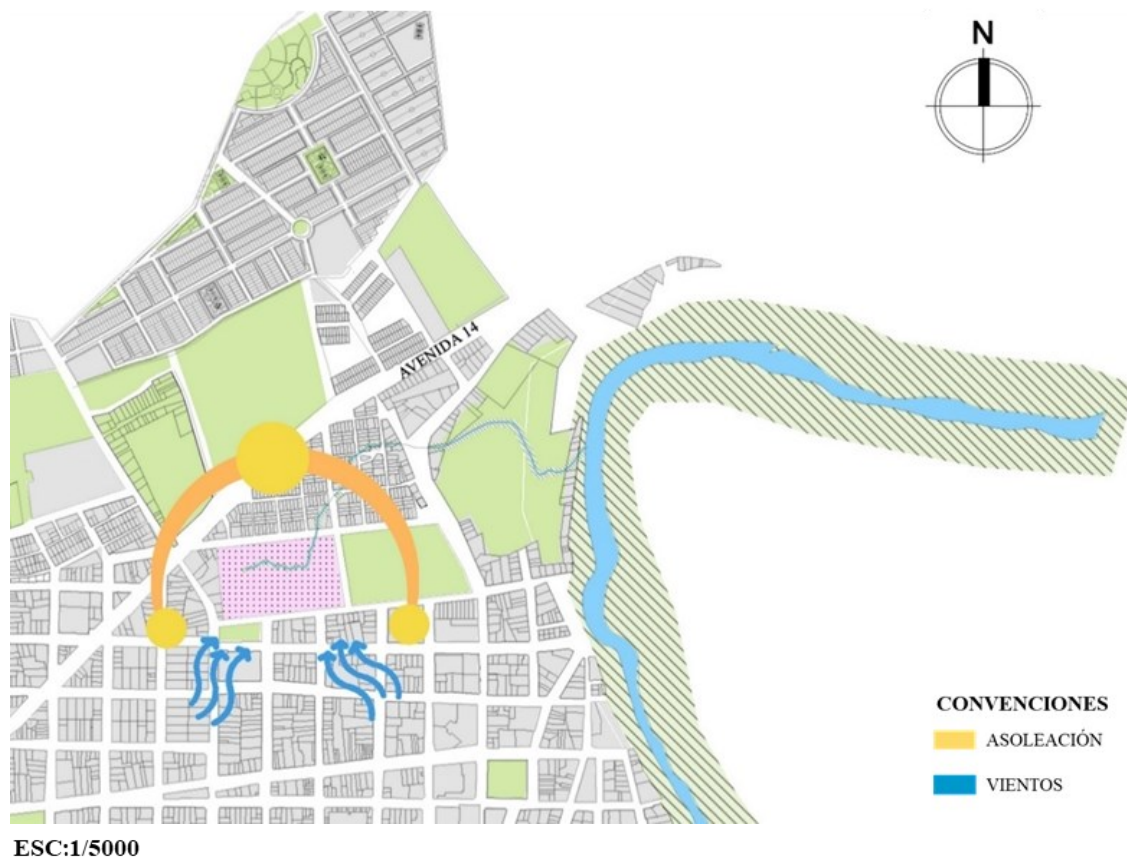 N
AVENIDA 14
CONVENCIONES
ASOLEACIÓN
VIENTOS
ESC:1/5000